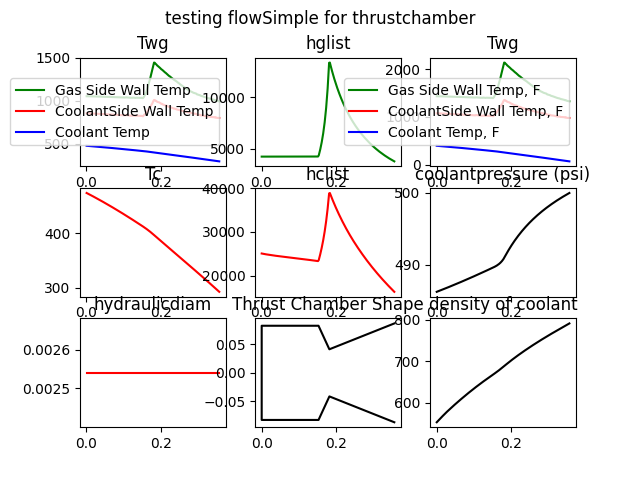 testing flowSimple for thrustchamber
Twg
hglist
Twg
1500
1000
500
0.0
0.2
Gas Side Wall Temp
CoolantSide Wall Temp
Coolant Temp
10000
5000
0.0
0.2
2000
1000
0
0.0
0.2
Gas Side Wall Temp, F
CoolantSide Wall Temp, F
Coolant Temp, F
Tc
hclist
coolantpressure (psi)
400
300
0.0
0.2
40000
30000
20000
0.0
0.2
500
490
0.0
0.2
hydraulicdiam
Thrust Chamber Shape
density of coolant
0.0026
0.0025
0.0
0.2
0.05
0.00
−0.05
0.0
0.2
800
700
600
0.0
0.2